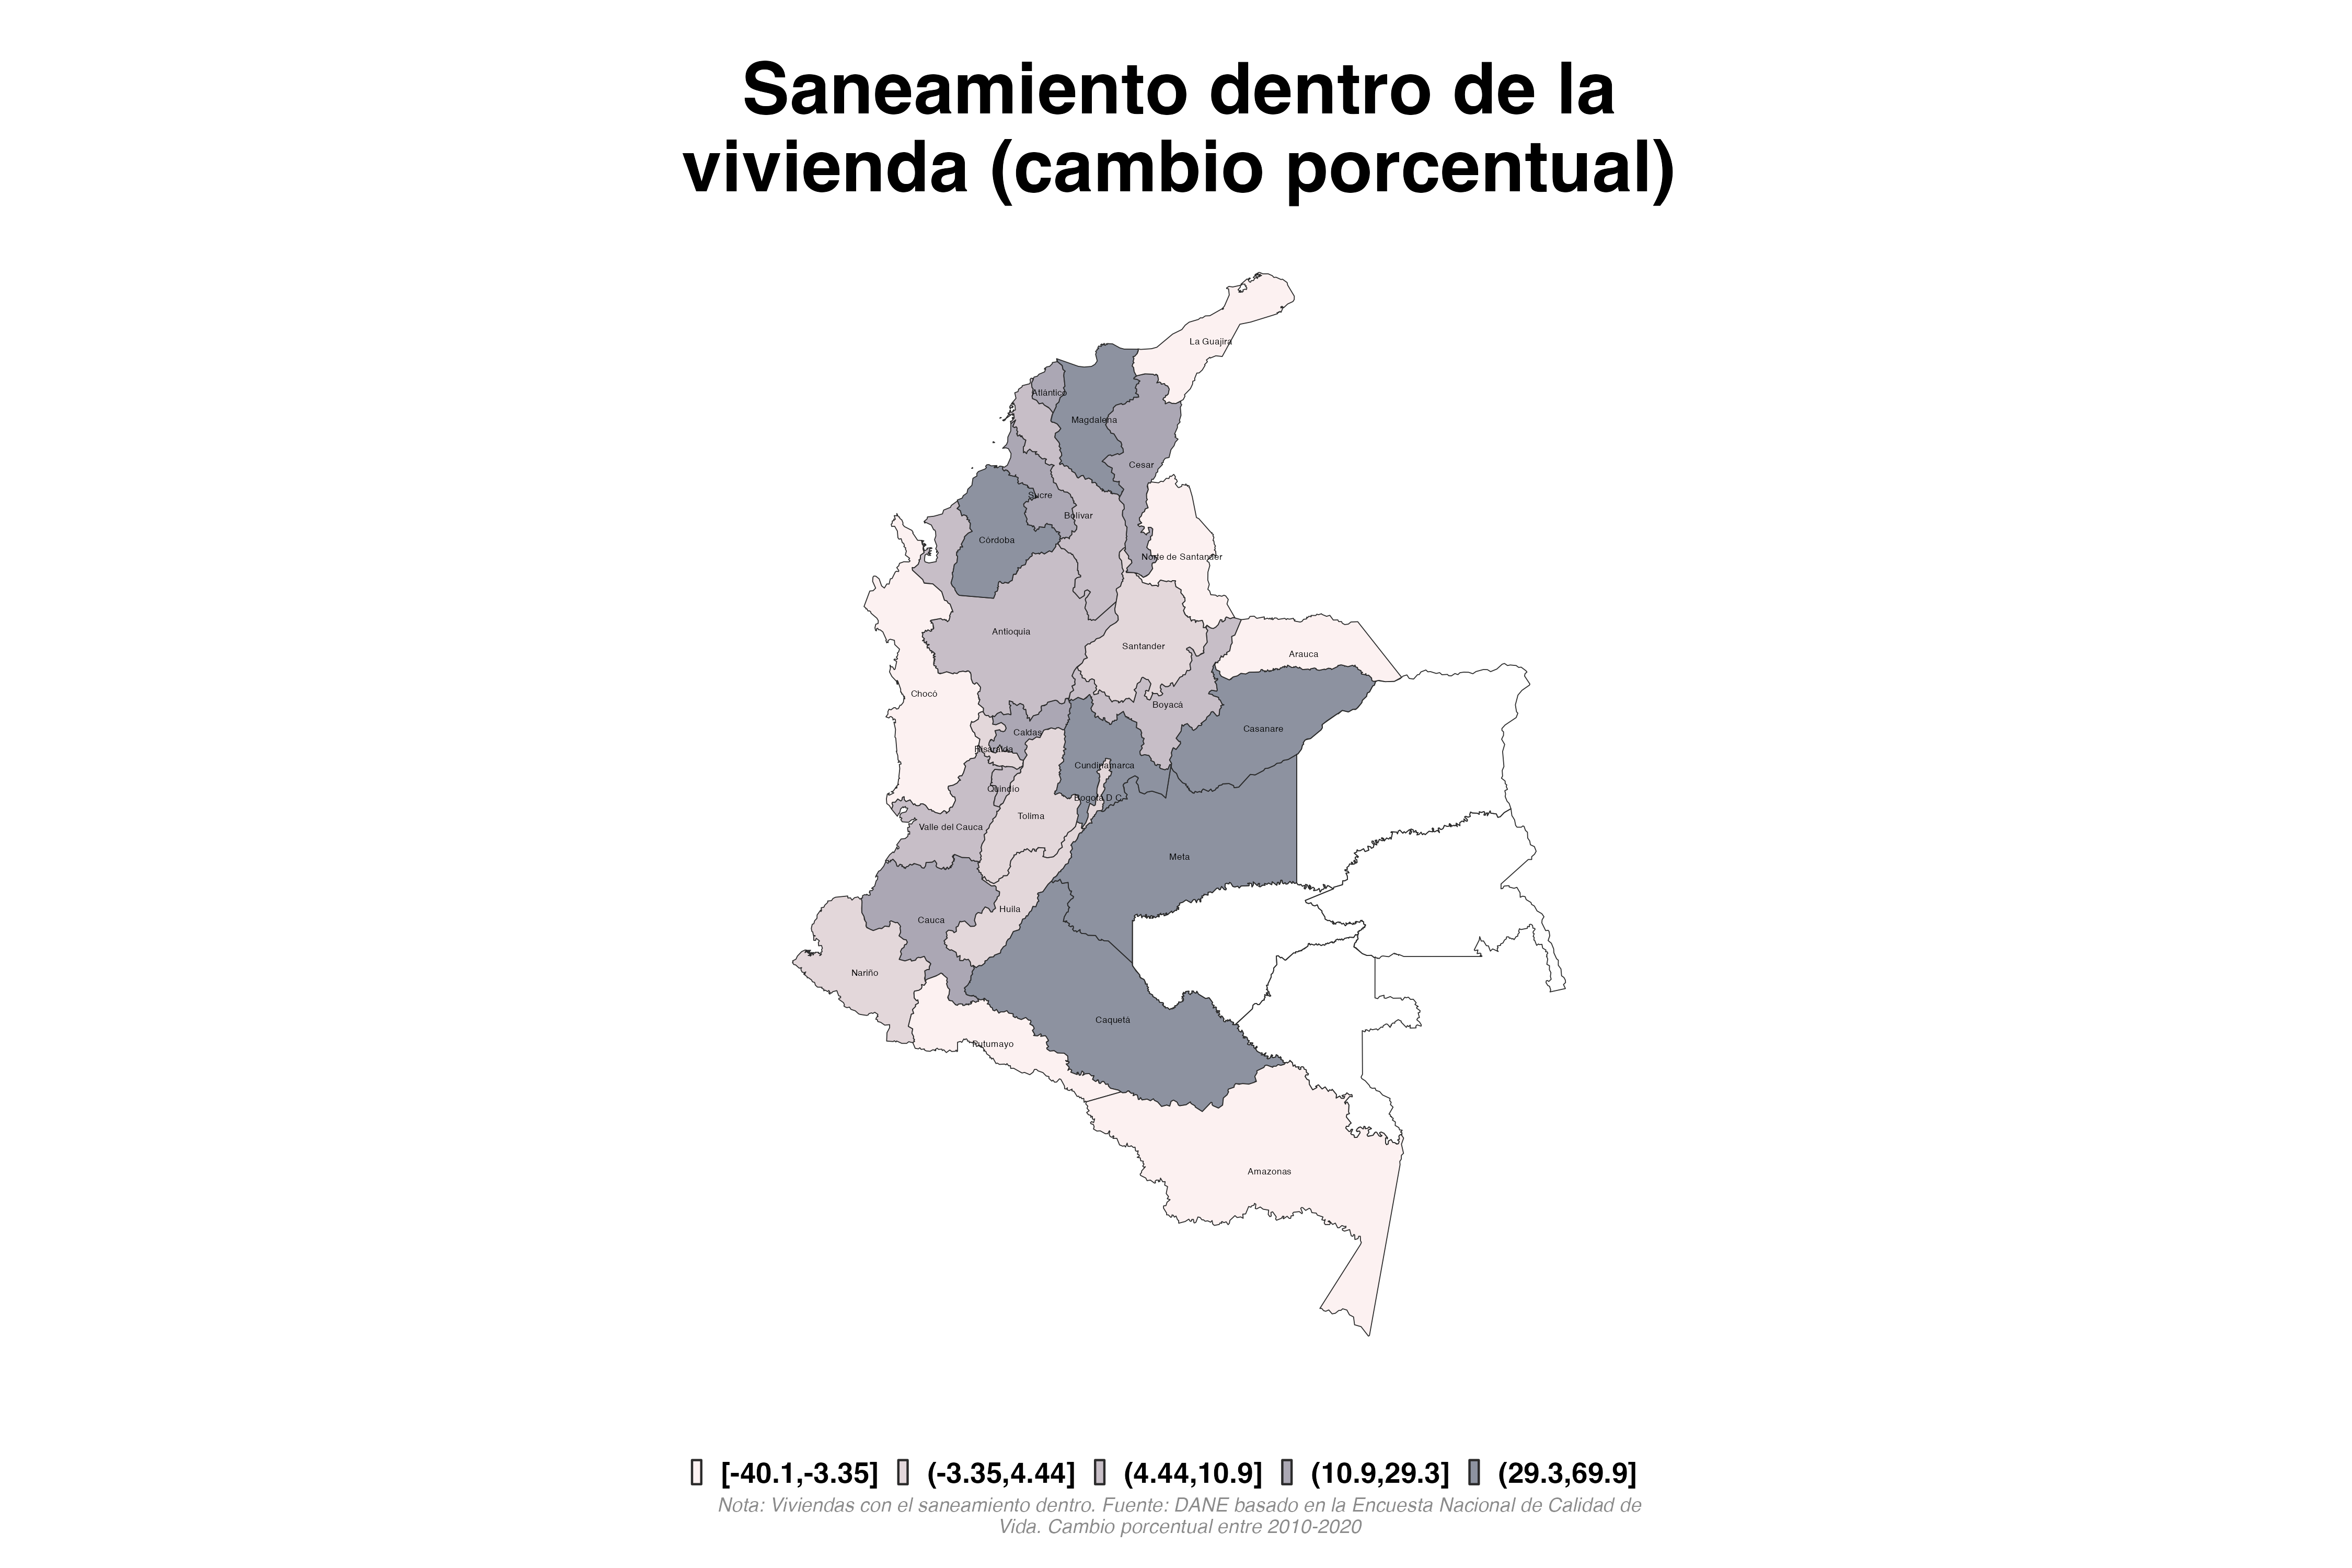 Saneamiento dentro de la
vivienda (cambio porcentual)
La Guajira
Atlántico
Magdalena
Cesar
Sucre
Bolívar
Córdoba
Norte de Santander
Antioquia
Santander
Arauca
Chocó
Boyacá
Casanare
Caldas
Risaralda
Cundinamarca
Quindío
Bogotá D.C.
Tolima
Valle del Cauca
Meta
Huila
Cauca
Nariño
Caquetá
Putumayo
Amazonas
[-40.1,-3.35] (-3.35,4.44] (4.44,10.9] (10.9,29.3] (29.3,69.9]
Nota: Viviendas con el saneamiento dentro. Fuente: DANE basado en la Encuesta Nacional de Calidad de
Vida. Cambio porcentual entre 2010-2020